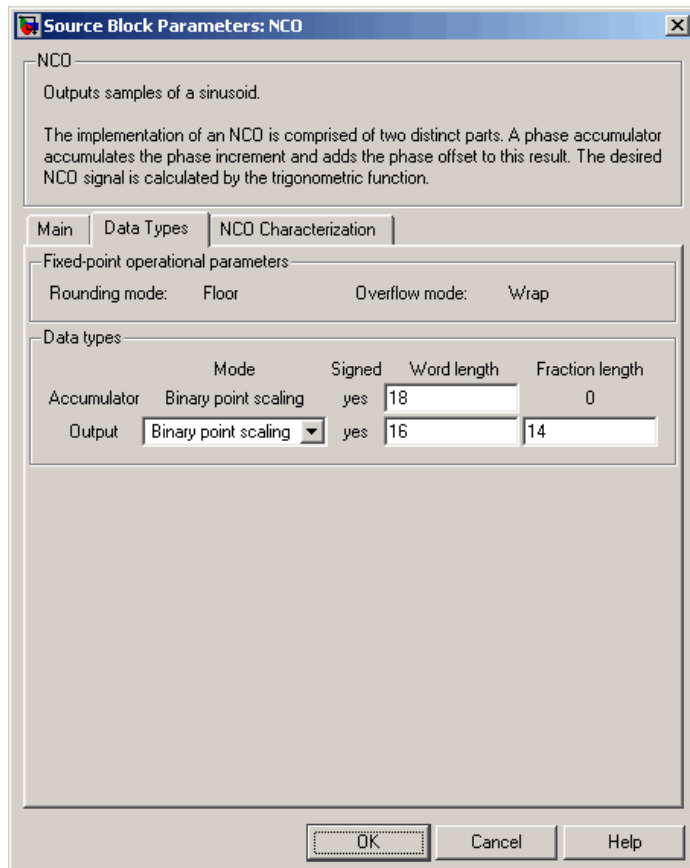 Source Block Parameters: NCO
NCO
Outputs samples of a sinusoid.
The implementation of an NCO is comprised of two distinct parts. A phase accumulator
accumulates the phase increment and adds the phase offset to this result. The desired
NCO signal is calculated by the trigonometric function.
Main Data Types NCO Characterization
Fixed-point operational parameters
Rounding mode: Floor Overflow mode: Wrap
Data types
Mode Signed Word length Fraction length
Accumulator Binary point scaling yes 18 0
Output Binary point scaling yes 16 14
OK Cancel Help